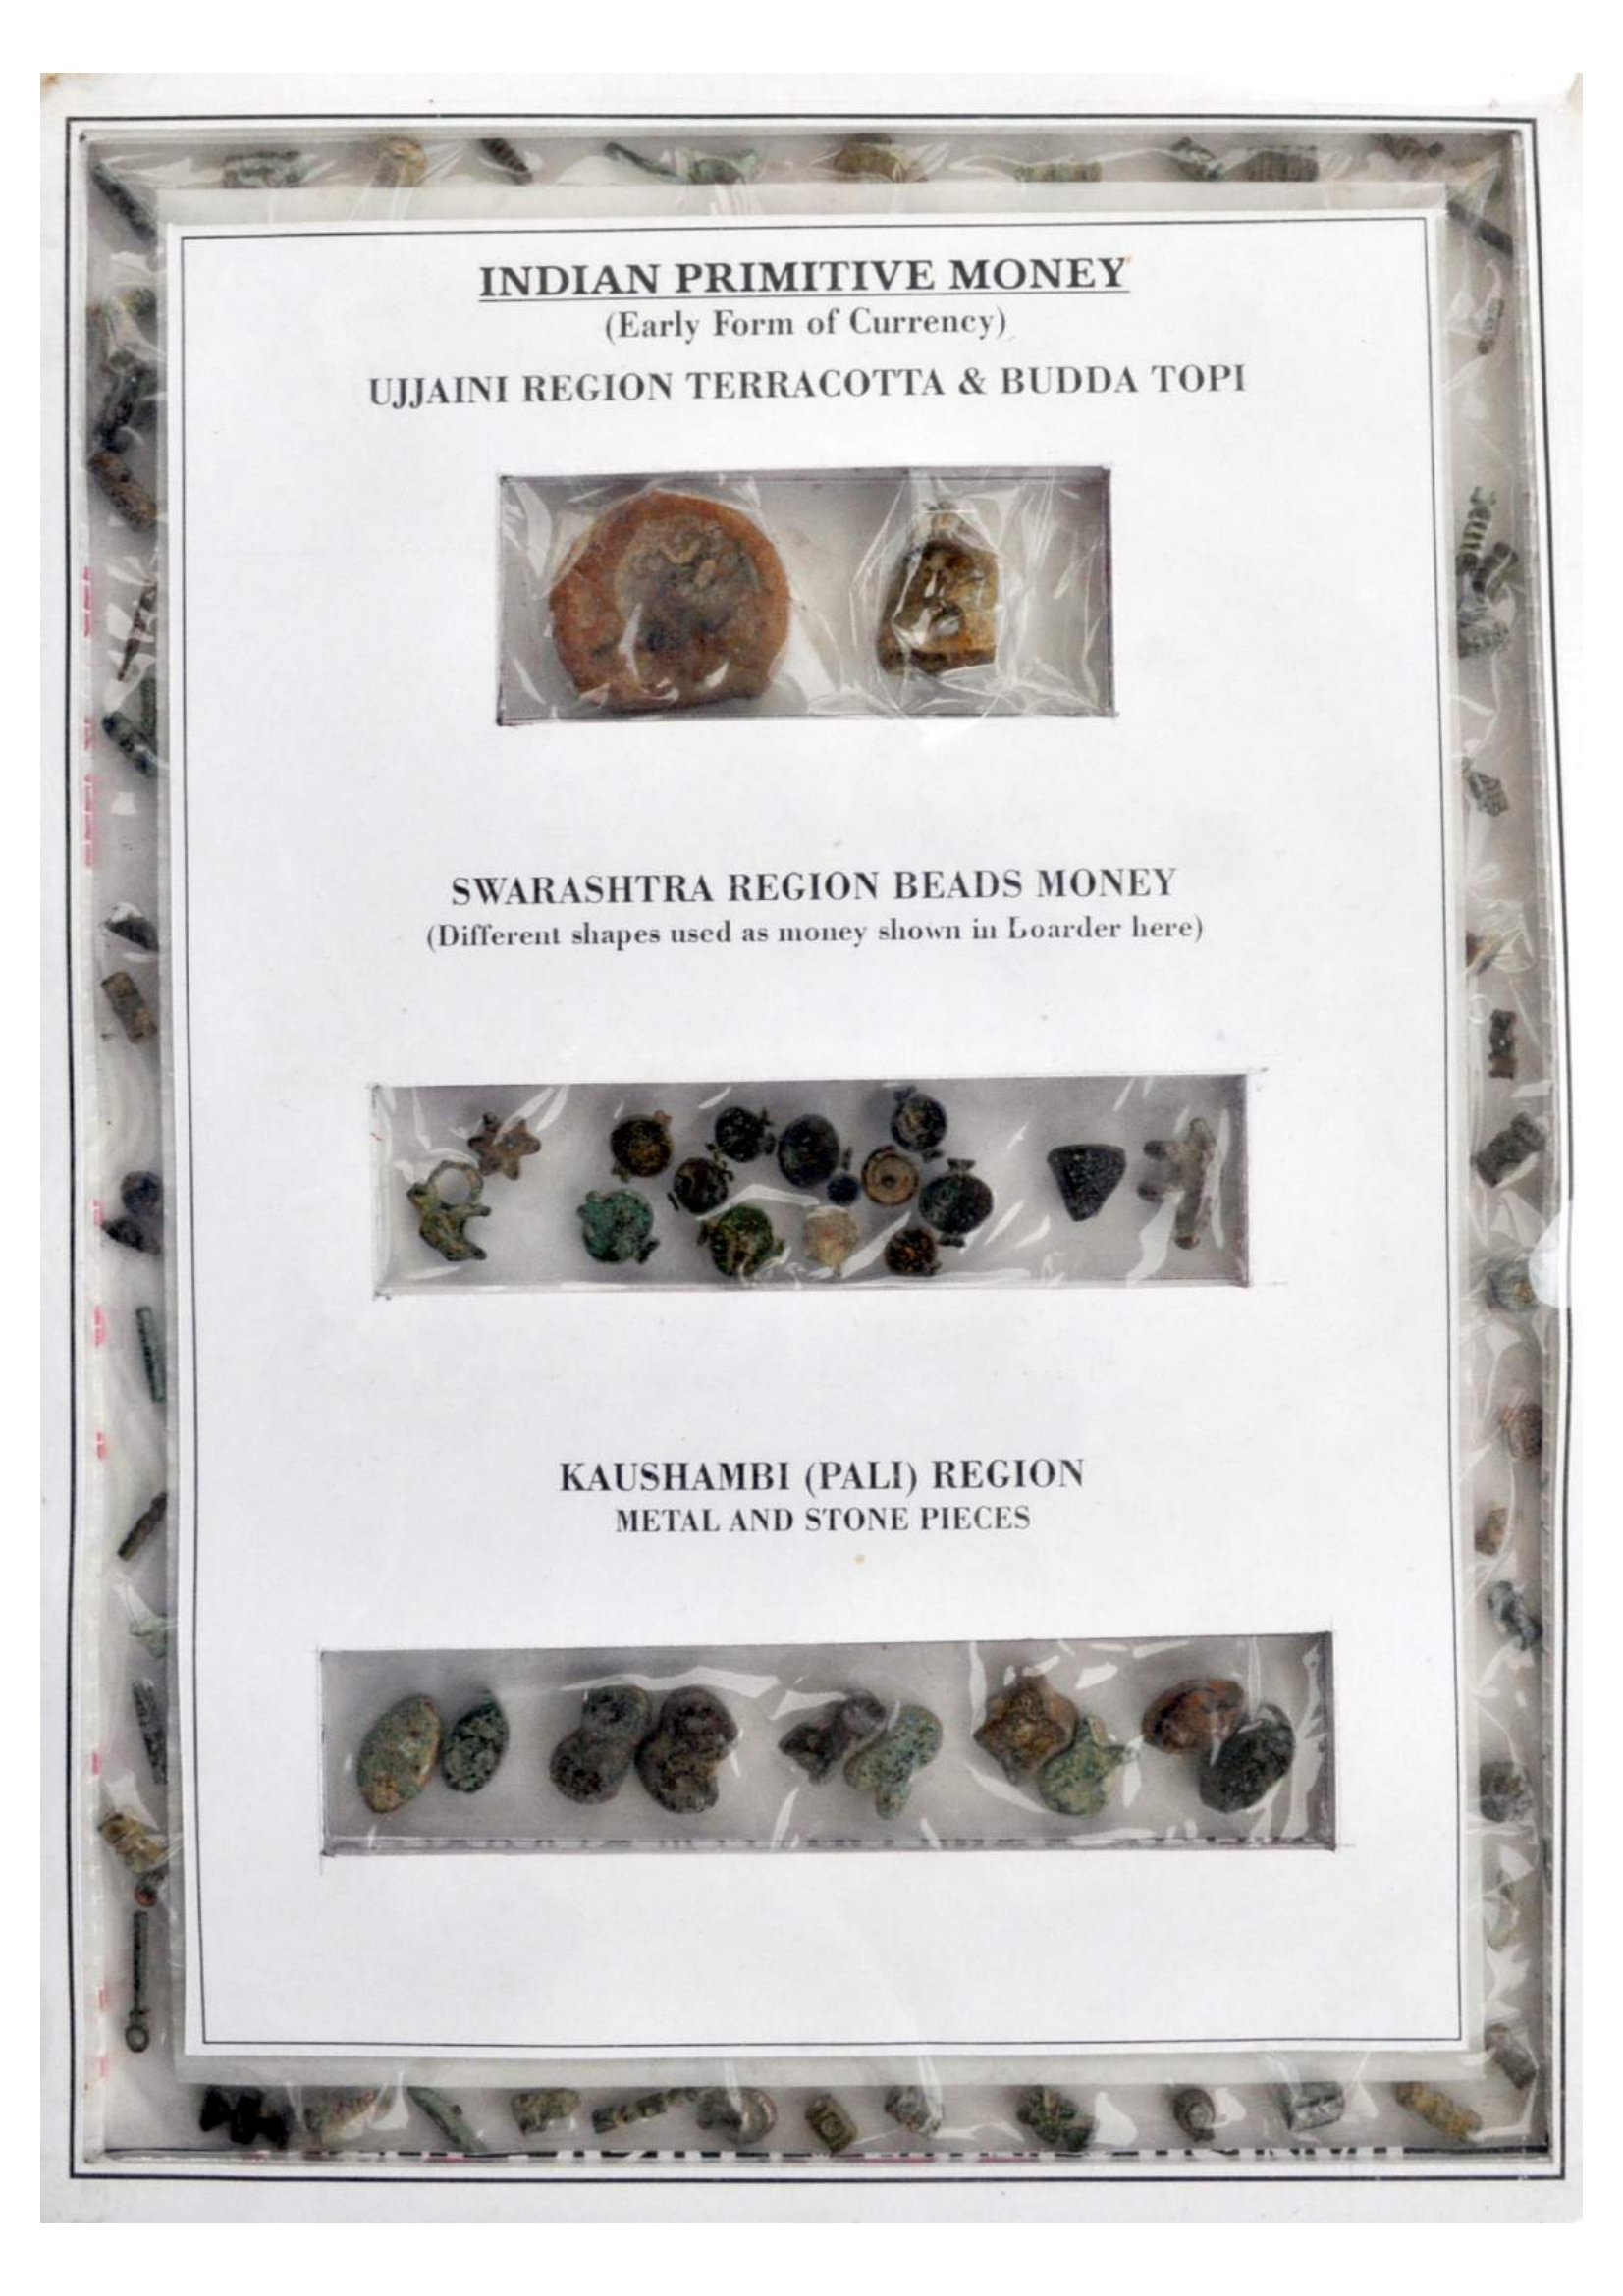 INDIAN PRIMITIVE MONEY
(Early Form of Currency)
UJJAINI REGION TERRACOTTA & BUDDA TOPI
SWARASHTRA REGION BEADS MONEY
(Different shapes used as money shown in Loarder here)
KAUSHAMBI (PALI) REGION
METAL AND STONE PIECES